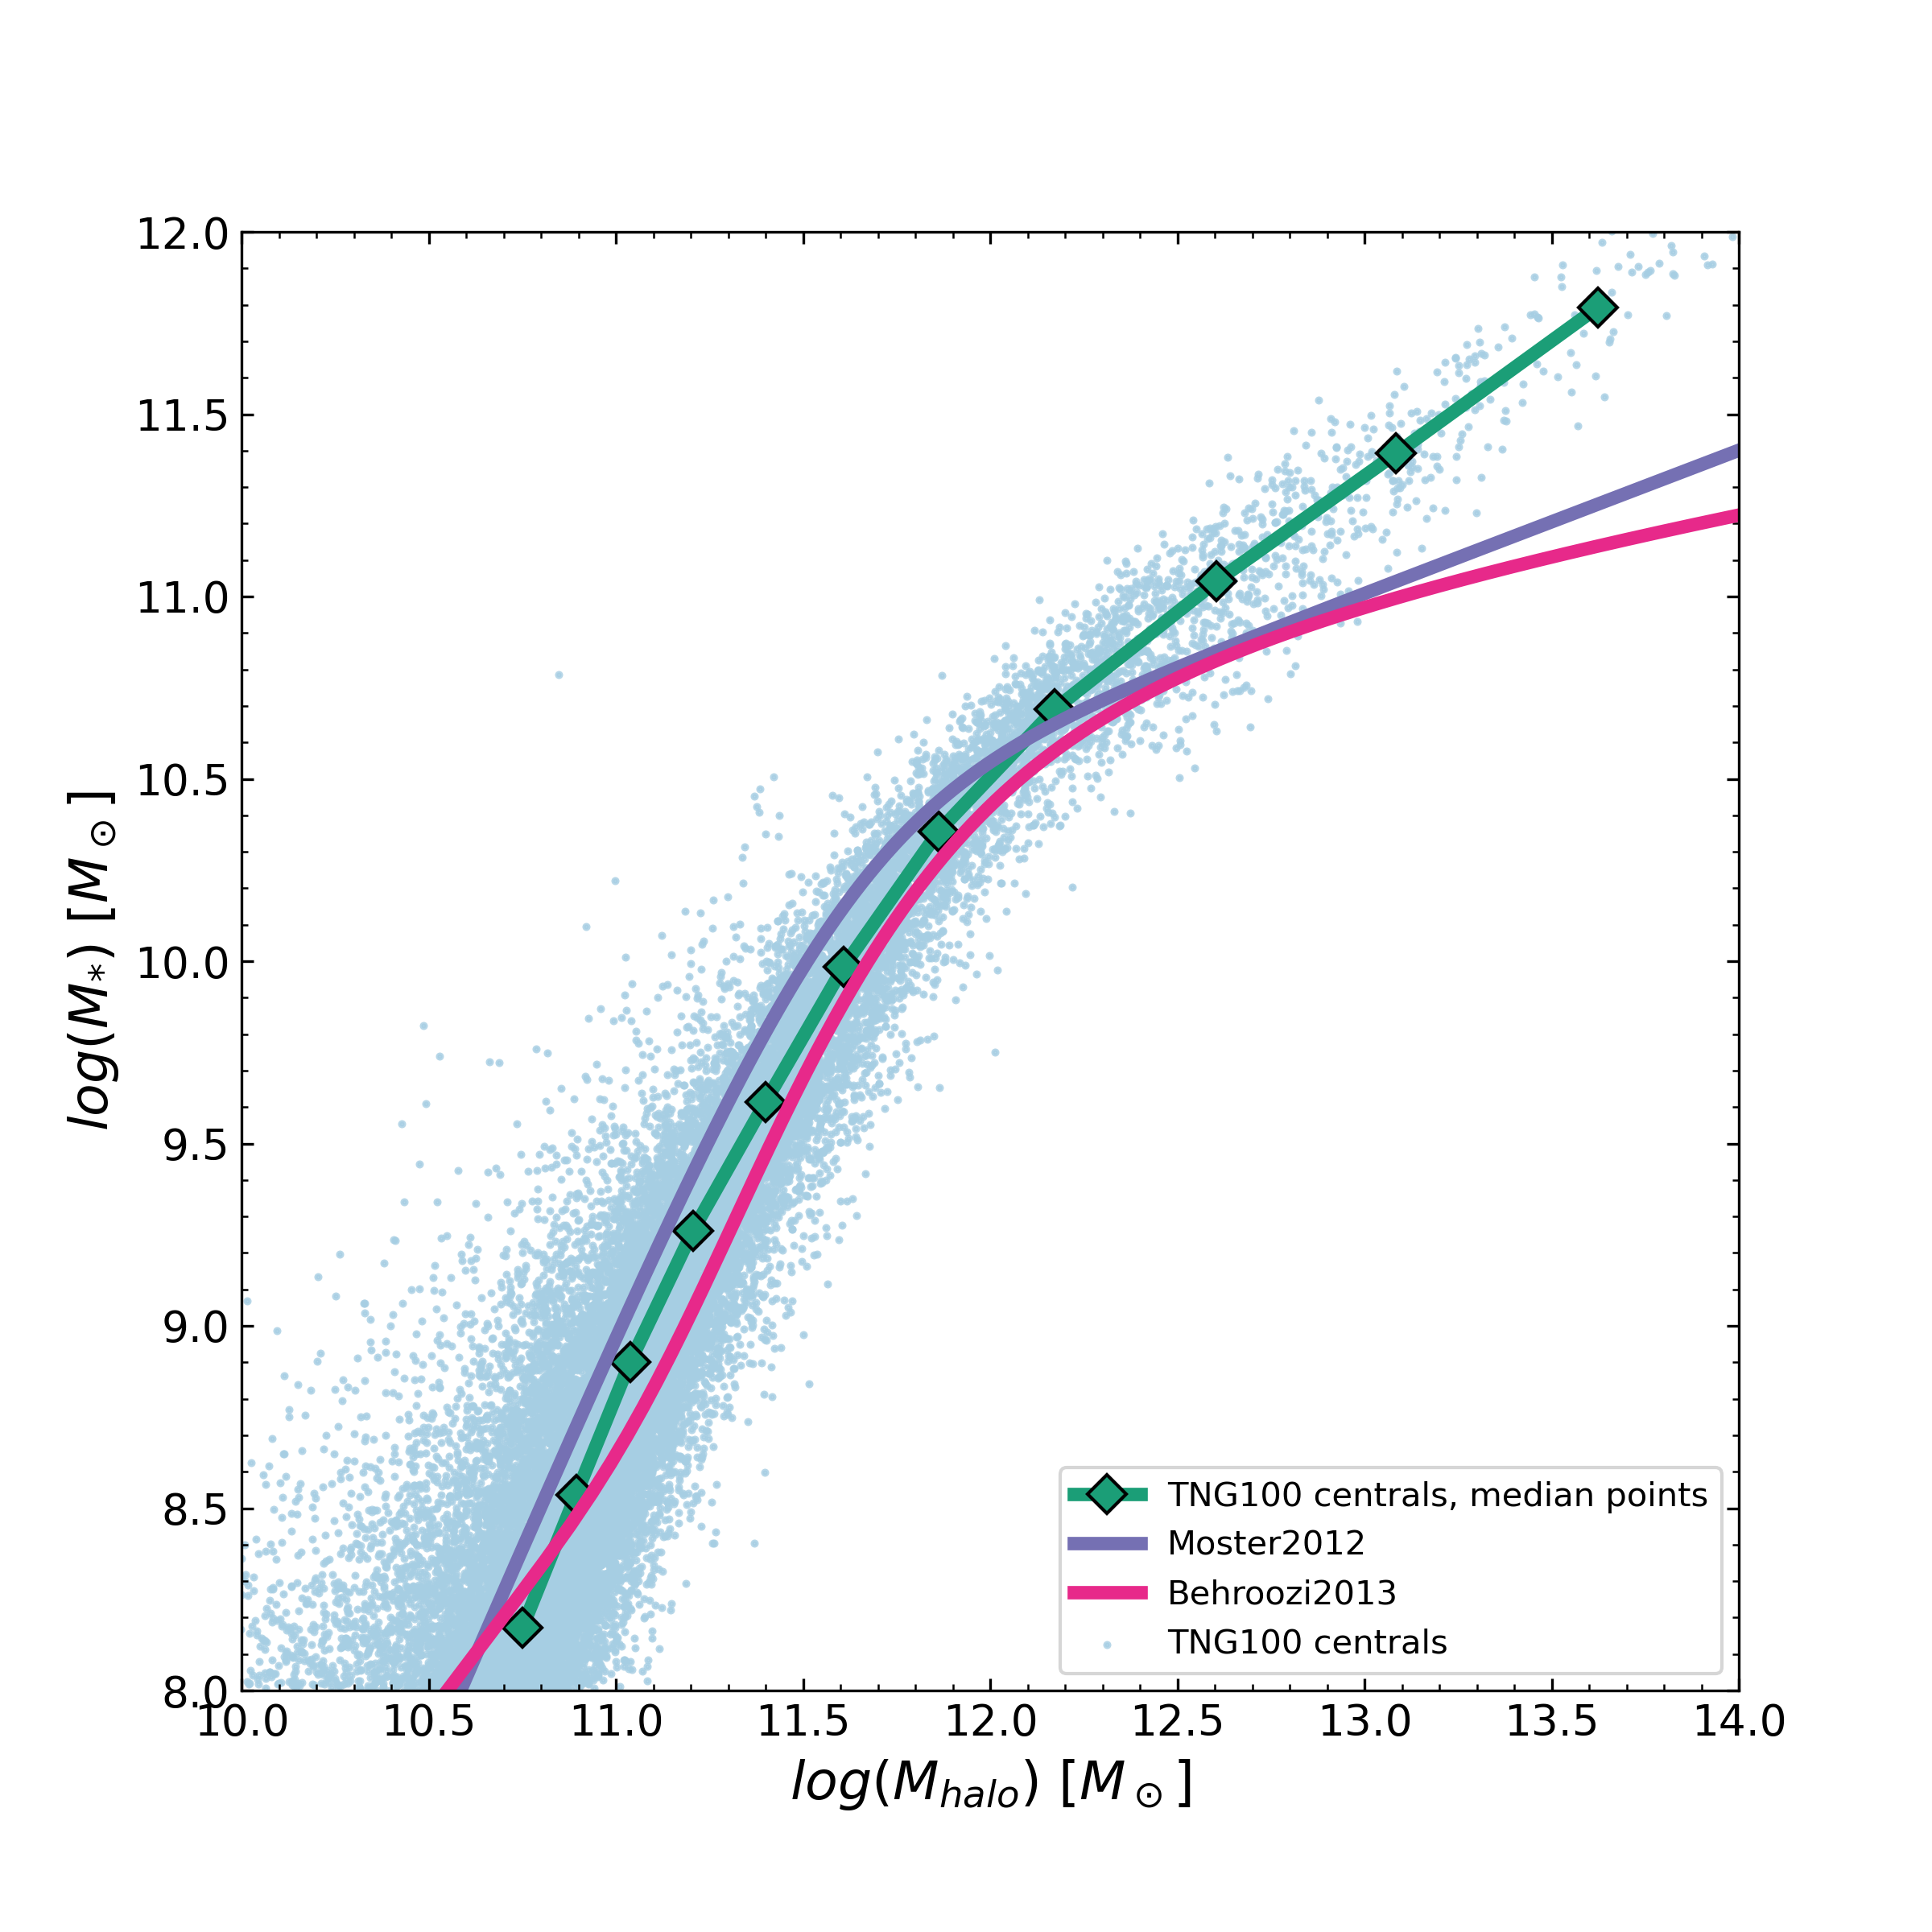 12.0
11.5
11.0
10.5
10.0
9.5
9.0
8.5
8.0
log(M*) [M⊙]
10.0 10.5 11.0 11.5 12.0 12.5 13.0 13.5 14.0
log(Mhalo) [M⊙]
TNG100 centrals, median points
Moster2012
Behroozi2013
TNG100 centrals